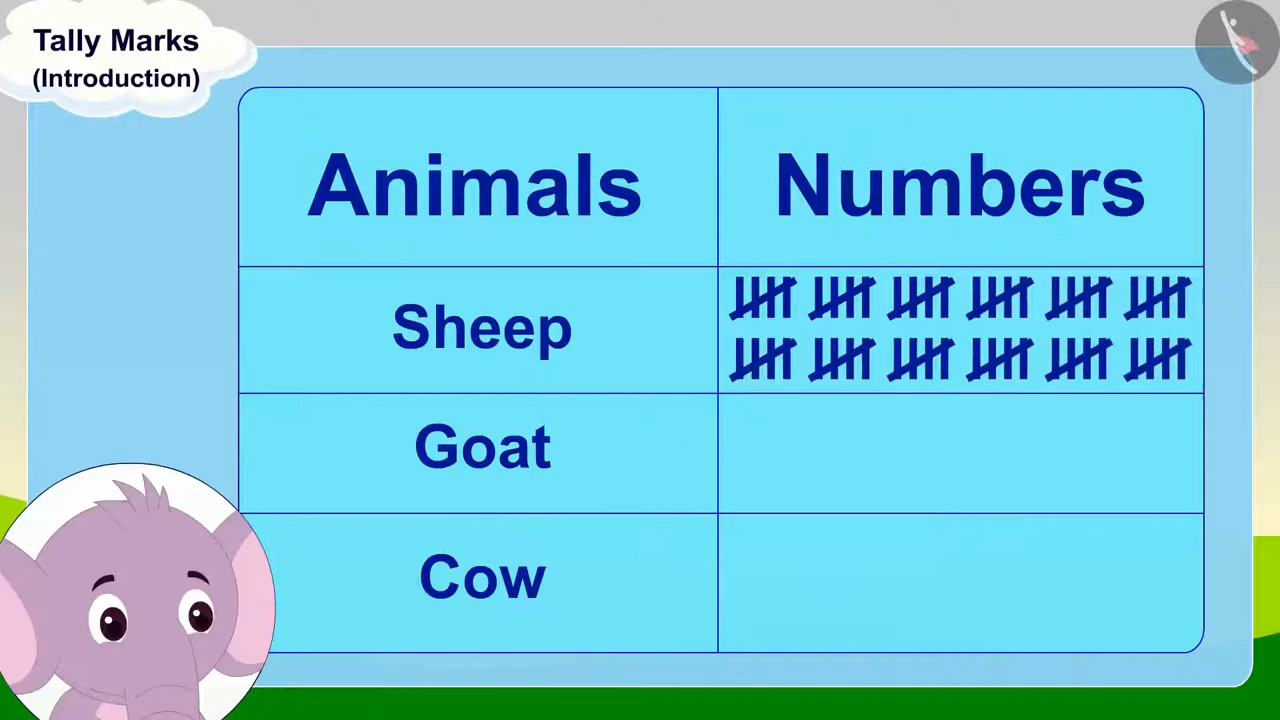 Tally Marks
(Introduction)
Animals Numbers
Sheep
Goat
Cow